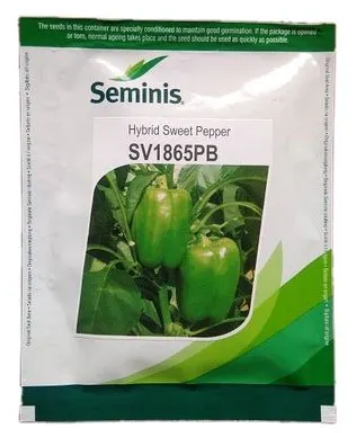 The seeds in this container are specially conditioned to maintain good germination. If the package is opened
or torn, normal ageing takes place and the seed should be used as quickly as possible.
Seminis
Hybrid Sweet Pepper
SV1865PB